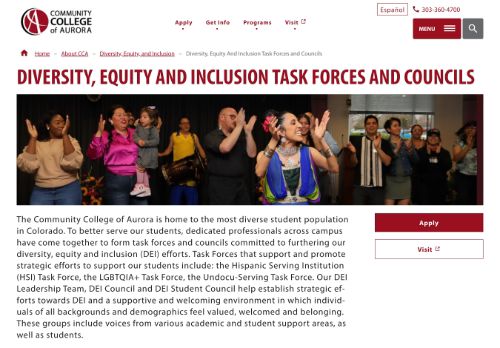 COMMUNITY
COLLEGE
of AURORA
Español
303-360-4700
Apply
Get Info
Programs
Visit
MENU
Home – About CCA – Diversity, Equity, and Inclusion – Diversity, Equity And Inclusion Task Forces and Councils
DIVERSITY, EQUITY AND INCLUSION TASK FORCES AND COUNCILS
The Community College of Aurora is home to the most diverse student population
in Colorado. To better serve our students, dedicated professionals across campus
have come together to form task forces and councils committed to furthering our
diversity, equity and inclusion (DEI) efforts. Task Forces that support and promote
strategic efforts to support our students include: the Hispanic Serving Institution
(HSI) Task Force, the LGBTQIA+ Task Force, the Undocu-Serving Task Force. Our DEI
Leadership Team, DEI Council and DEI Student Council help establish strategic ef-
forts towards DEI and a supportive and welcoming environment in which individ-
uals of all backgrounds and demographics feel valued, welcomed and belonging.
These groups include voices from various academic and student support areas, as
well as students.
Apply
Visit